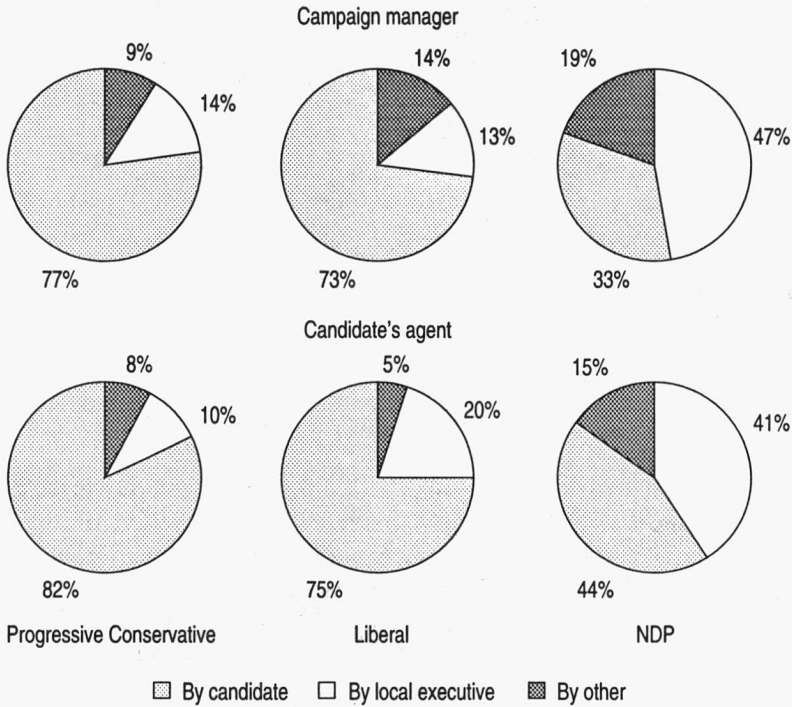 Campaign manager
9%
14%
77%
14%
13%
73%
19%
47%
33%
Candidate's agent
8%
10%
82%
5%
20%
75%
15%
41%
44%
Progressive Conservative
Liberal
NDP
By candidate
By local executive
By other